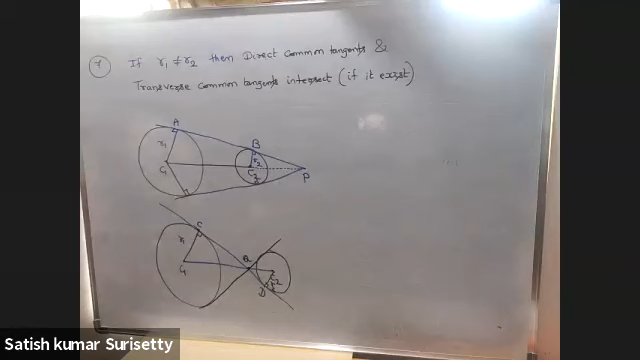 4 If r₁ ≠ r₂ then Direct common tangents &
Transverse common tangents intersect (if it exist)
A
B
r₁
r₂
C₁
C₂
P
C
r₁
C₁
Q
r₂
D
Satish kumar Surisetty